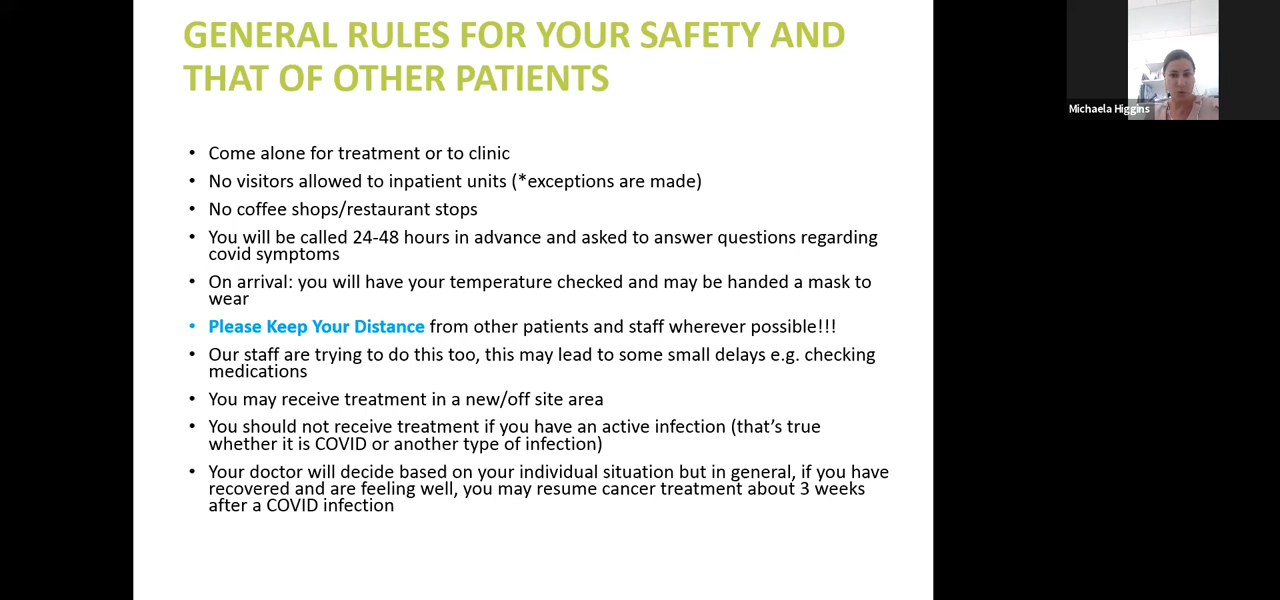 GENERAL RULES FOR YOUR SAFETY AND
THAT OF OTHER PATIENTS
• Come alone for treatment or to clinic
• No visitors allowed to inpatient units (*exceptions are made)
• No coffee shops/restaurant stops
• You will be called 24-48 hours in advance and asked to answer questions regarding
covid symptoms
• On arrival: you will have your temperature checked and may be handed a mask to
wear
• Please Keep Your Distance from other patients and staff wherever possible!!!
• Our staff are trying to do this too, this may lead to some small delays e.g. checking
medications
• You may receive treatment in a new/off site area
• You should not receive treatment if you have an active infection (that’s true
whether it is COVID or another type of infection)
• Your doctor will decide based on your individual situation but in general, if you have
recovered and are feeling well, you may resume cancer treatment about 3 weeks
after a COVID infection
Michaela Higgins